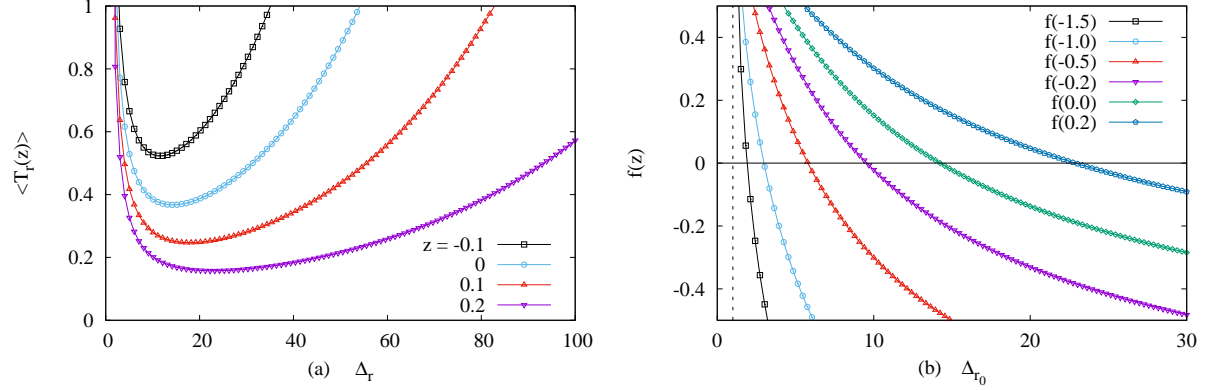 <T_r(z)>
1
0.8
0.6
0.4
0.2
0
z = -0.1
0
0.1
0.2
0 20 40 60 80 100
(a) Δ_r
f(z)
0.4
0.2
0
-0.2
-0.4
f(-1.5)
f(-1.0)
f(-0.5)
f(-0.2)
f(0.0)
f(0.2)
0 10 20 30
(b) Δ_r_0